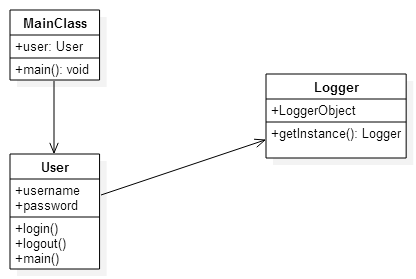 MainClass
+user: User
+main(): void
Logger
+LoggerObject
+getInstance(): Logger
User
+username
+password
+login()
+logout()
+main()